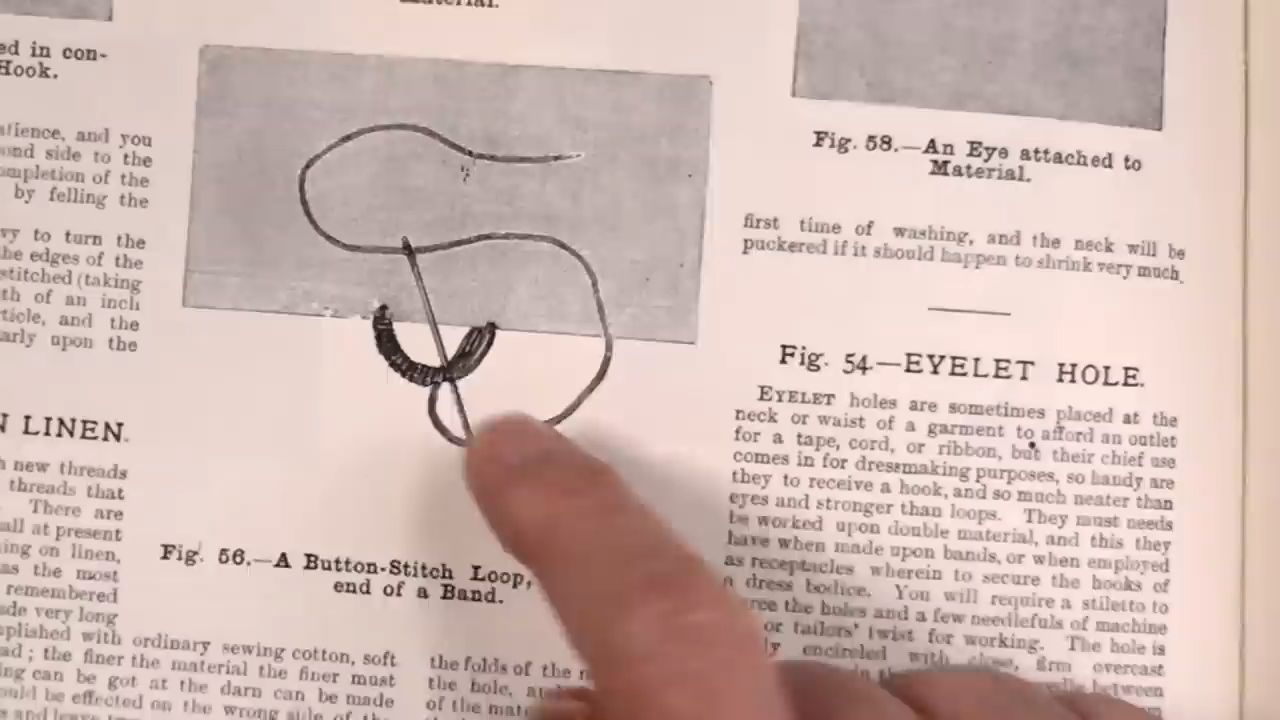 Material.
ed in con-
Hook.
atience, and you
ond side to the
ompletion of the
by felling the
vy to turn the
he edges of the
stitched (taking
th of an inch
ticle, and the
arly upon the
N LINEN.
h new threads
threads that
There are
all at present
ing on linen,
as the most
remembered
ade very long
plished with ordinary sewing cotton, soft
ad; the finer the material the finer must
ing can be got at the darn can be made
ould be effected on the wrong side of the
s and leave
Fig. 56.—A Button-Stitch Loop,
end of a Band.
the folds of the
the hole,
of the
Fig. 58.—An Eye attached to
Material.
first time of washing, and the neck will be
puckered if it should happen to shrink very much.
Fig. 54—EYELET HOLE.
EYELET holes are sometimes placed at the
neck or waist of a garment to afford an outlet
for a tape, cord, or ribbon, but their chief use
comes in for dressmaking purposes, so handy are
they to receive a hook, and so much neater than
eyes and stronger than loops. They must needs
be worked upon double material, and this they
have when made upon bands, or when employed
as receptacles wherein to secure the hooks of
a dress bodice. You will require a stiletto to
the holes and a few needlefuls of machine
or tailors' twist for working. The hole is
encircled with close, firm overcast
between